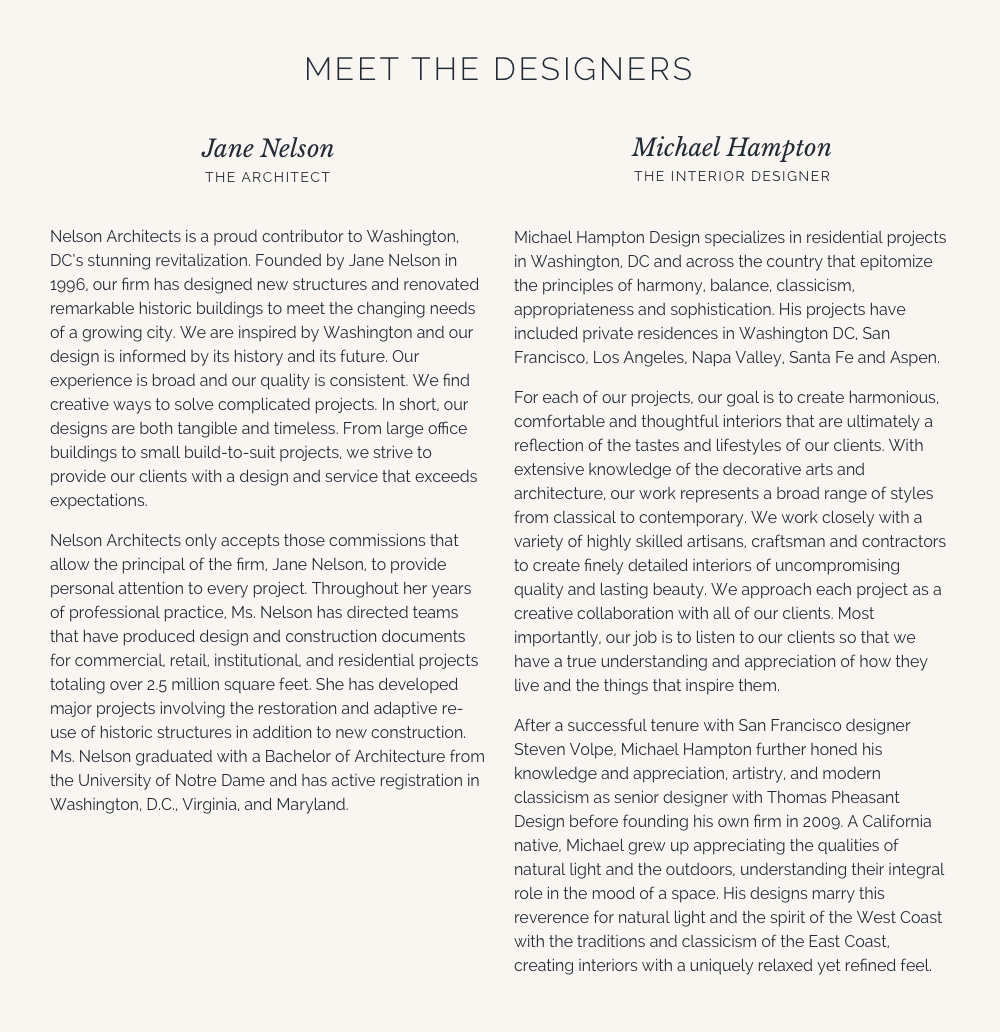 MEET THE DESIGNERS
Jane Nelson
THE ARCHITECT
Nelson Architects is a proud contributor to Washington,
DC's stunning revitalization. Founded by Jane Nelson in
1996, our firm has designed new structures and renovated
remarkable historic buildings to meet the changing needs
of a growing city. We are inspired by Washington and our
design is informed by its history and its future. Our
experience is broad and our quality is consistent. We find
creative ways to solve complicated projects. In short, our
designs are both tangible and timeless. From large office
buildings to small build-to-suit projects, we strive to
provide our clients with a design and service that exceeds
expectations.
Nelson Architects only accepts those commissions that
allow the principal of the firm, Jane Nelson, to provide
personal attention to every project. Throughout her years
of professional practice, Ms. Nelson has directed teams
that have produced design and construction documents
for commercial, retail, institutional, and residential projects
totaling over 2.5 million square feet. She has developed
major projects involving the restoration and adaptive re-
use of historic structures in addition to new construction.
Ms. Nelson graduated with a Bachelor of Architecture from
the University of Notre Dame and has active registration in
Washington, D.C., Virginia, and Maryland.
Michael Hampton
THE INTERIOR DESIGNER
Michael Hampton Design specializes in residential projects
in Washington, DC and across the country that epitomize
the principles of harmony, balance, classicism,
appropriateness and sophistication. His projects have
included private residences in Washington DC, San
Francisco, Los Angeles, Napa Valley, Santa Fe and Aspen.
For each of our projects, our goal is to create harmonious,
comfortable and thoughtful interiors that are ultimately a
reflection of the tastes and lifestyles of our clients. With
extensive knowledge of the decorative arts and
architecture, our work represents a broad range of styles
from classical to contemporary. We work closely with a
variety of highly skilled artisans, craftsman and contractors
to create finely detailed interiors of uncompromising
quality and lasting beauty. We approach each project as a
creative collaboration with all of our clients. Most
importantly, our job is to listen to our clients so that we
have a true understanding and appreciation of how they
live and the things that inspire them.
After a successful tenure with San Francisco designer
Steven Volpe, Michael Hampton further honed his
knowledge and appreciation, artistry, and modern
classicism as senior designer with Thomas Pheasant
Design before founding his own firm in 2009. A California
native, Michael grew up appreciating the qualities of
natural light and the outdoors, understanding their integral
role in the mood of a space. His designs marry this
reverence for natural light and the spirit of the West Coast
with the traditions and classicism of the East Coast,
creating interiors with a uniquely relaxed yet refined feel.